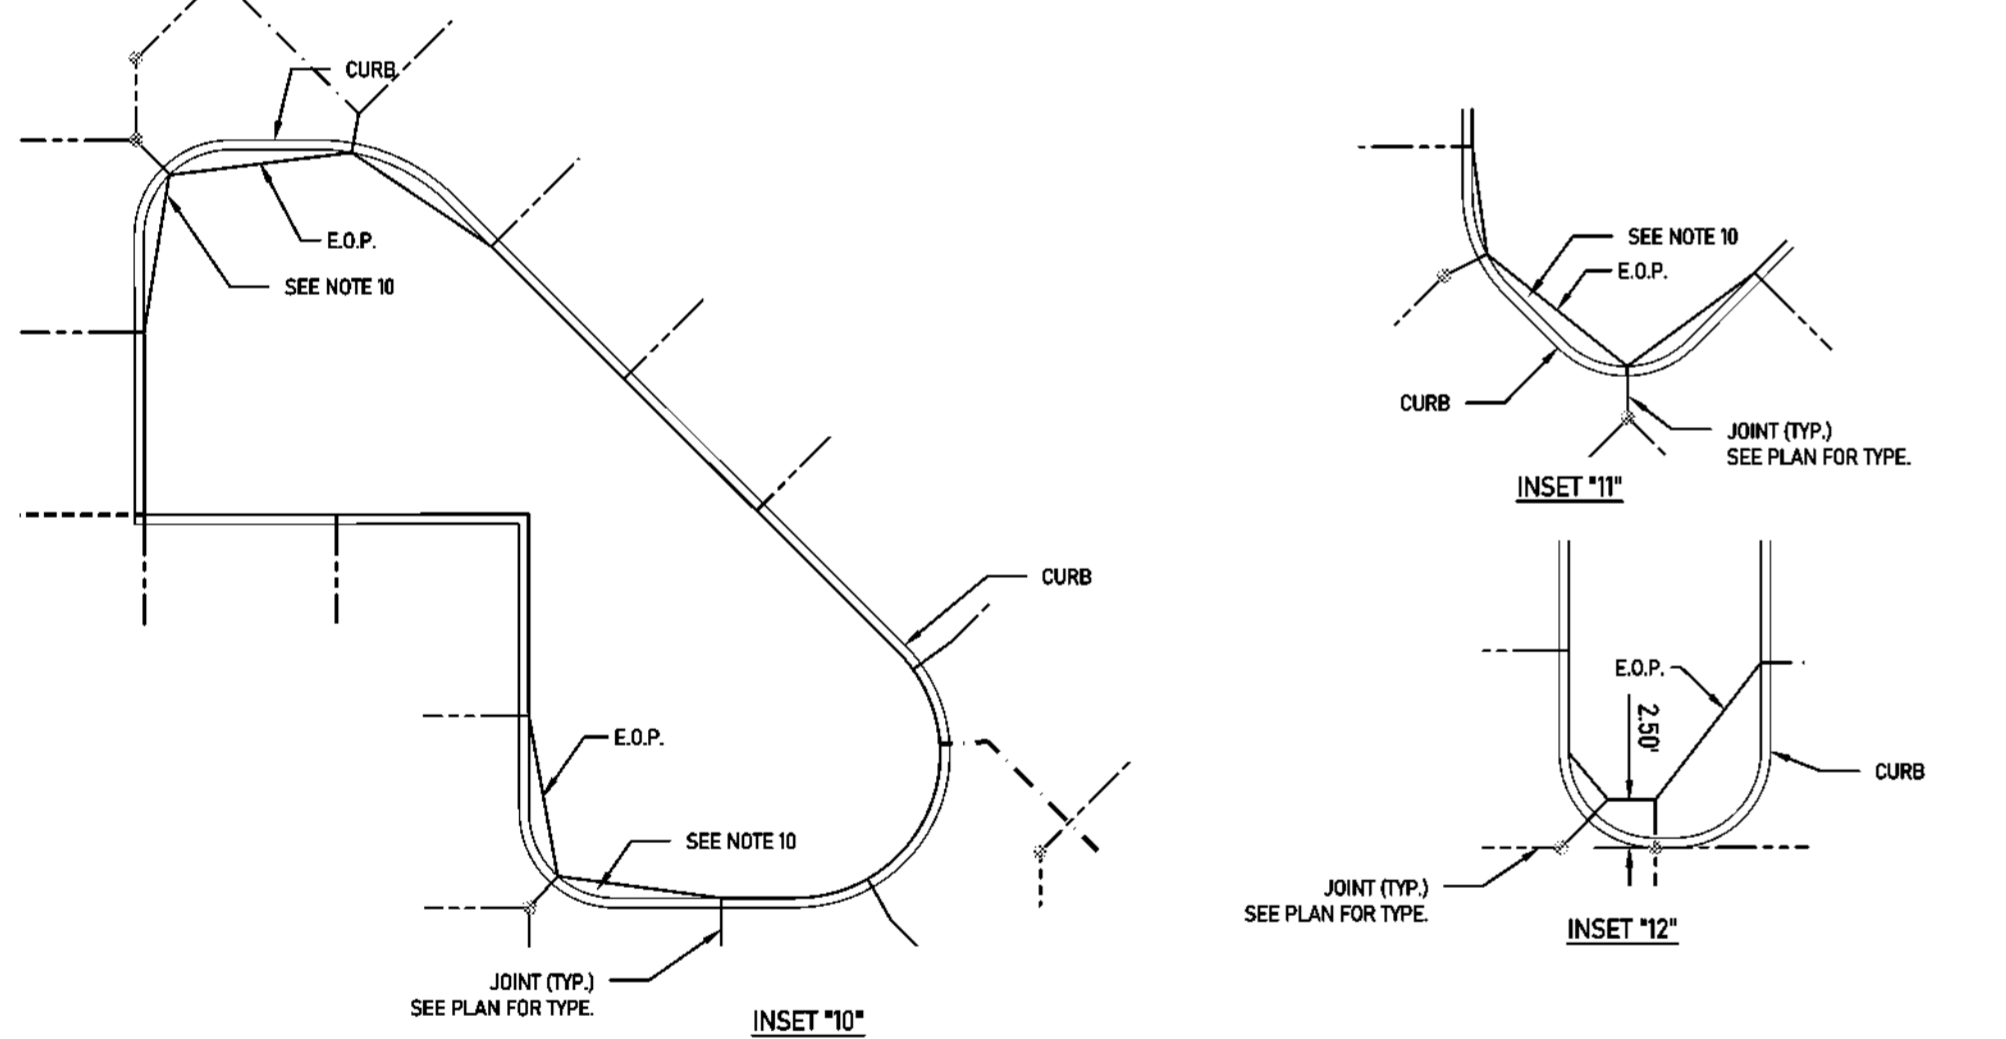 CURB
E.O.P.
SEE NOTE 10
CURB
E.O.P.
SEE NOTE 10
JOINT (TYP.)
SEE PLAN FOR TYPE.
INSET "10"
SEE NOTE 10
E.O.P.
CURB
JOINT (TYP.)
SEE PLAN FOR TYPE.
INSET "11"
E.O.P.
2.50'
CURB
JOINT (TYP.)
SEE PLAN FOR TYPE.
INSET "12"